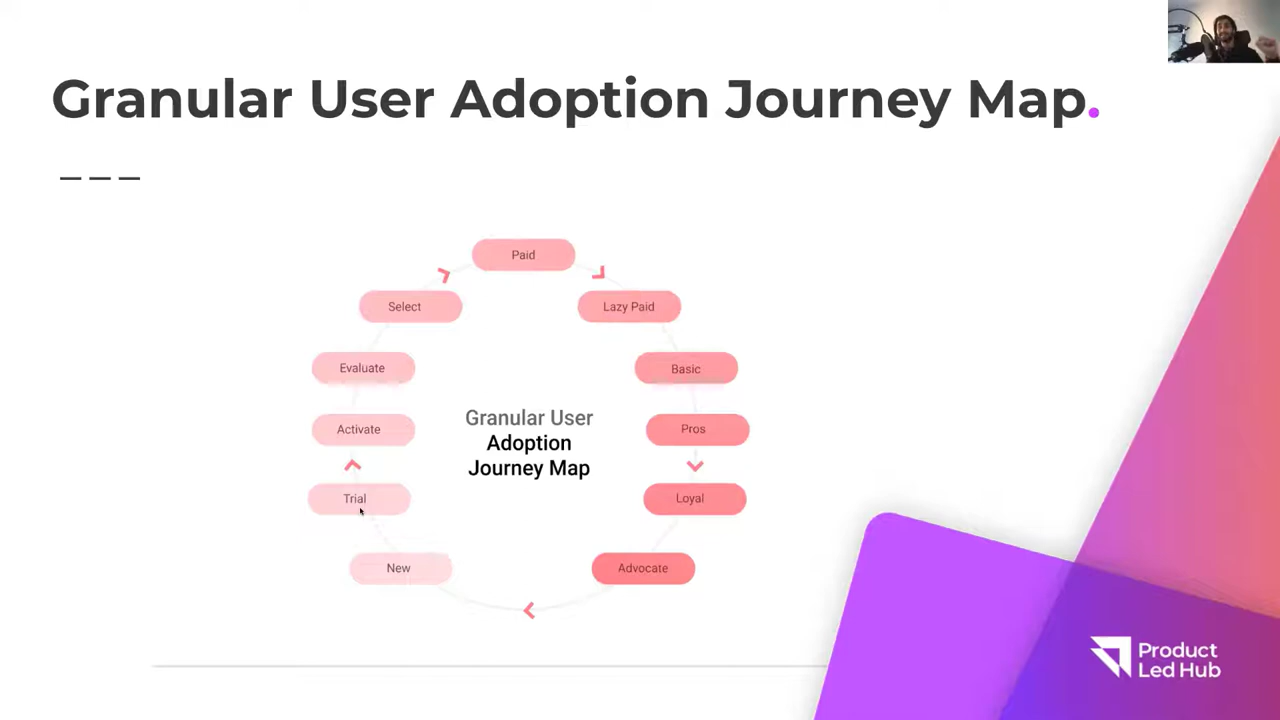 Granular User Adoption Journey Map.
Paid
Select
Lazy Paid
Evaluate
Basic
Granular User
Adoption
Journey Map
Activate
Pros
Trial
Loyal
New
Advocate
Product
Led Hub